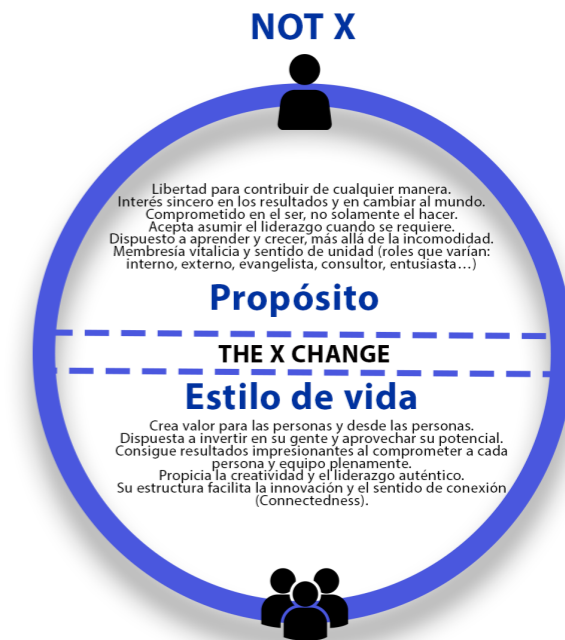 NOT X
Libertad para contribuir de cualquier manera.
Interés sincero en los resultados y en cambiar al mundo.
Comprometido en el ser, no solamente el hacer.
Acepta asumir el liderazgo cuando se requiere.
Dispuesto a aprender y crecer, más allá de la incomodidad.
Membresía vitalicia y sentido de unidad (roles que varían:
interno, externo, evangelista, consultor, entusiasta...)
Propósito
THE X CHANGE
Estilo de vida
Crea valor para las personas y desde las personas.
Dispuesta a invertir en su gente y aprovechar su potencial.
Consigue resultados impresionantes al comprometer a cada
persona y equipo plenamente.
Propicia la creatividad y el liderazgo auténtico.
Su estructura facilita la innovación y el sentido de conexión
(Connectedness).